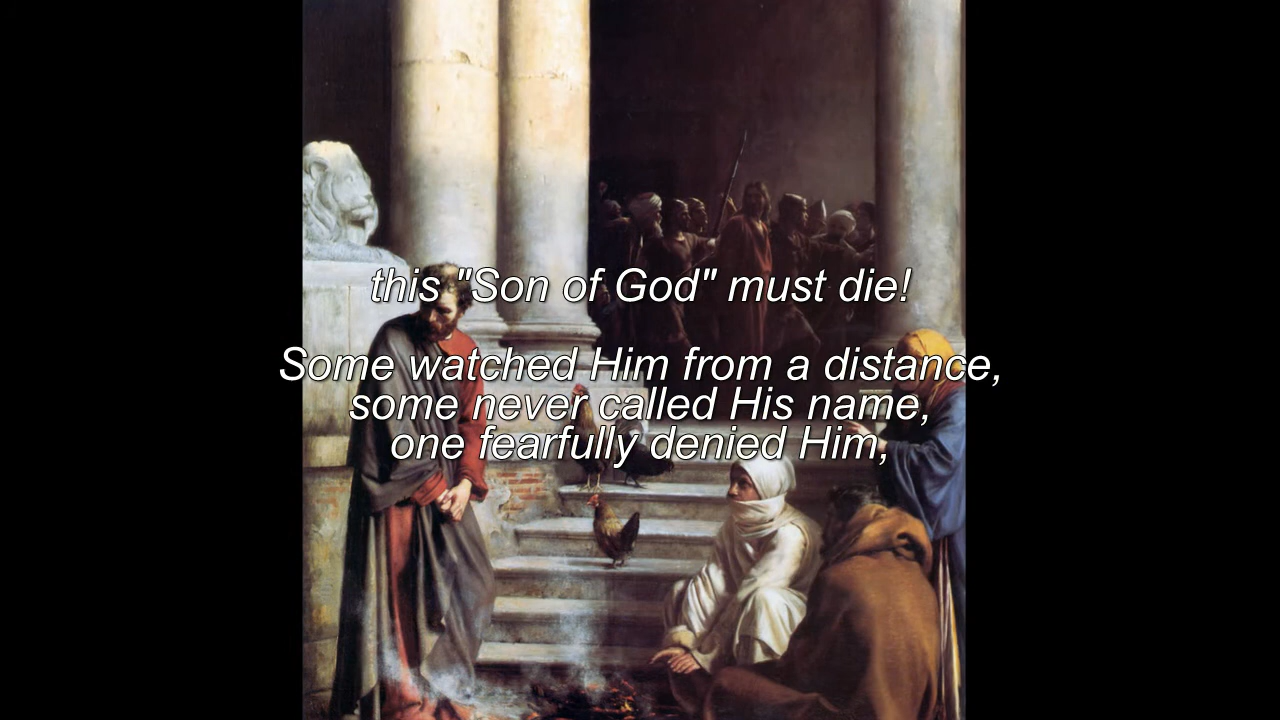 this "Son of God" must die!
Some watched Him from a distance,
some never called His name,
one fearfully denied Him,